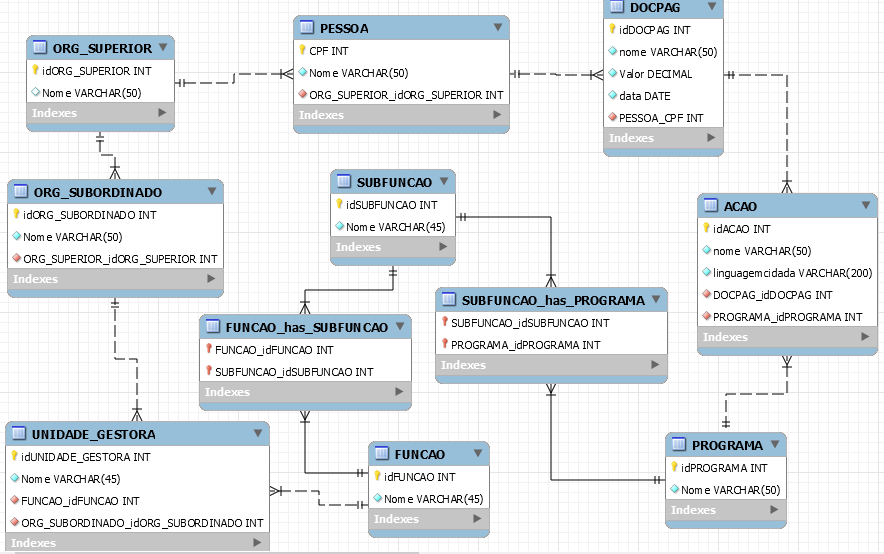 ORG_SUPERIOR
idORG_SUPERIOR INT
Nome VARCHAR(50)
Indexes
PESSOA
CPF INT
Nome VARCHAR(50)
ORG_SUPERIOR_idORG_SUPERIOR INT
Indexes
DOCPAG
idDOCPAG INT
nome VARCHAR(50)
Valor DECIMAL
data DATE
PESSOA_CPF INT
Indexes
ORG_SUBORDINADO
idORG_SUBORDINADO INT
Nome VARCHAR(50)
ORG_SUPERIOR_idORG_SUPERIOR INT
Indexes
SUBFUNCAO
idSUBFUNCAO INT
Nome VARCHAR(45)
Indexes
ACAO
idACAO INT
nome VARCHAR(50)
linguagemcidada VARCHAR(200)
DOCPAG_idDOCPAG INT
PROGRAMA_idPROGRAMA INT
Indexes
FUNCAO_has_SUBFUNCAO
FUNCAO_idFUNCAO INT
SUBFUNCAO_idSUBFUNCAO INT
Indexes
SUBFUNCAO_has_PROGRAMA
SUBFUNCAO_idSUBFUNCAO INT
PROGRAMA_idPROGRAMA INT
Indexes
UNIDADE_GESTORA
idUNIDADE_GESTORA INT
Nome VARCHAR(45)
FUNCAO_idFUNCAO INT
ORG_SUBORDINADO_idORG_SUBORDINADO INT
Indexes
FUNCAO
idFUNCAO INT
Nome VARCHAR(45)
Indexes
PROGRAMA
idPROGRAMA INT
Nome VARCHAR(50)
Indexes